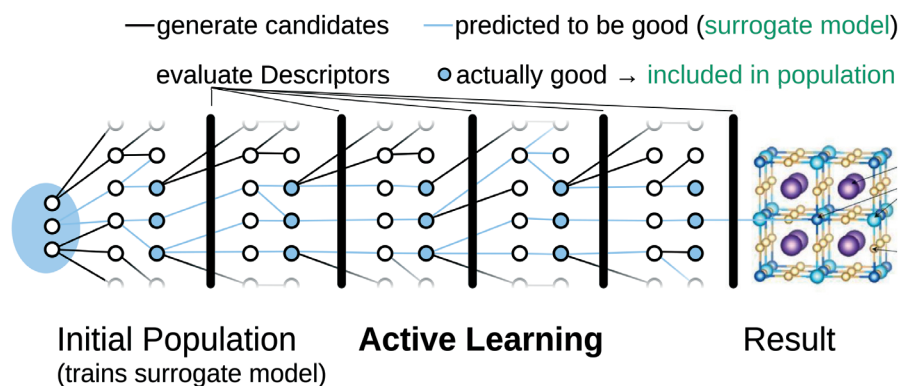 generate candidates
predicted to be good (surrogate model)
evaluate Descriptors
actually good → included in population
Initial Population
(trains surrogate model)
Active Learning
Result